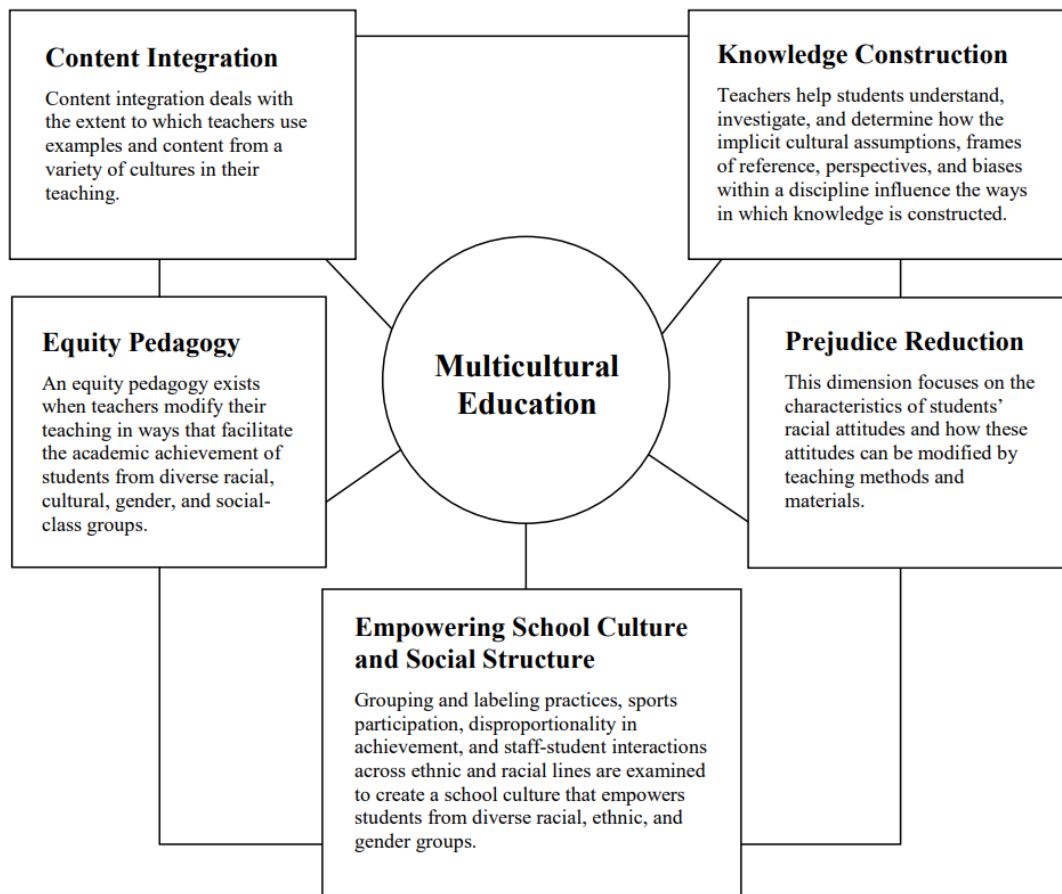 Content Integration
Content integration deals with
the extent to which teachers use
examples and content from a
variety of cultures in their
teaching.
Knowledge Construction
Teachers help students understand,
investigate, and determine how the
implicit cultural assumptions, frames
of reference, perspectives, and biases
within a discipline influence the ways
in which knowledge is constructed.
Multicultural
Education
Equity Pedagogy
An equity pedagogy exists
when teachers modify their
teaching in ways that facilitate
the academic achievement of
students from diverse racial,
cultural, gender, and social-
class groups.
Prejudice Reduction
This dimension focuses on the
characteristics of students’
racial attitudes and how these
attitudes can be modified by
teaching methods and
materials.
Empowering School Culture
and Social Structure
Grouping and labeling practices, sports
participation, disproportionality in
achievement, and staff-student interactions
across ethnic and racial lines are examined
to create a school culture that empowers
students from diverse racial, ethnic, and
gender groups.